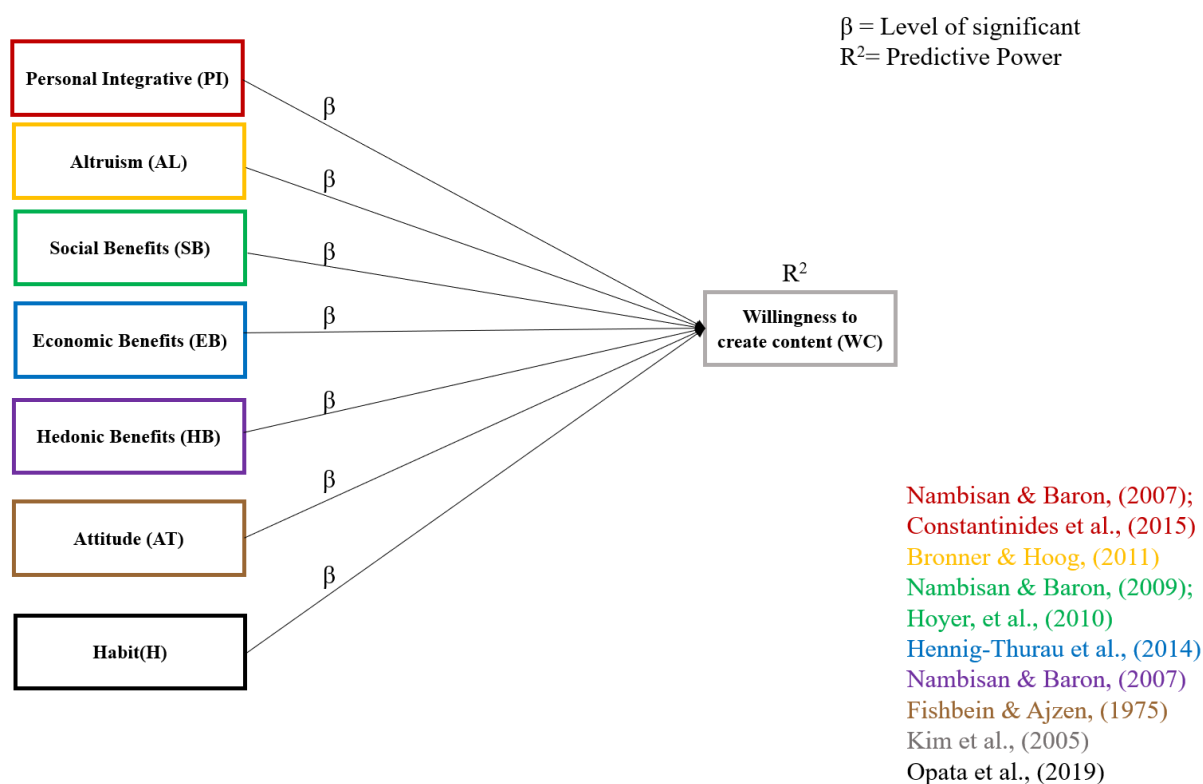 β = Level of significant
R²= Predictive Power
Personal Integrative (PI)
β
Altruism (AL)
β
Social Benefits (SB)
β
Economic Benefits (EB)
β
R²
Willingness to
create content (WC)
Hedonic Benefits (HB)
β
Attitude (AT)
β
Habit(H)
β
Nambisan & Baron, (2007);
Constantinides et al., (2015)
Bronner & Hoog, (2011)
Nambisan & Baron, (2009);
Hoyer, et al., (2010)
Hennig-Thurau et al., (2014)
Nambisan & Baron, (2007)
Fishbein & Ajzen, (1975)
Kim et al., (2005)
Opata et al., (2019)